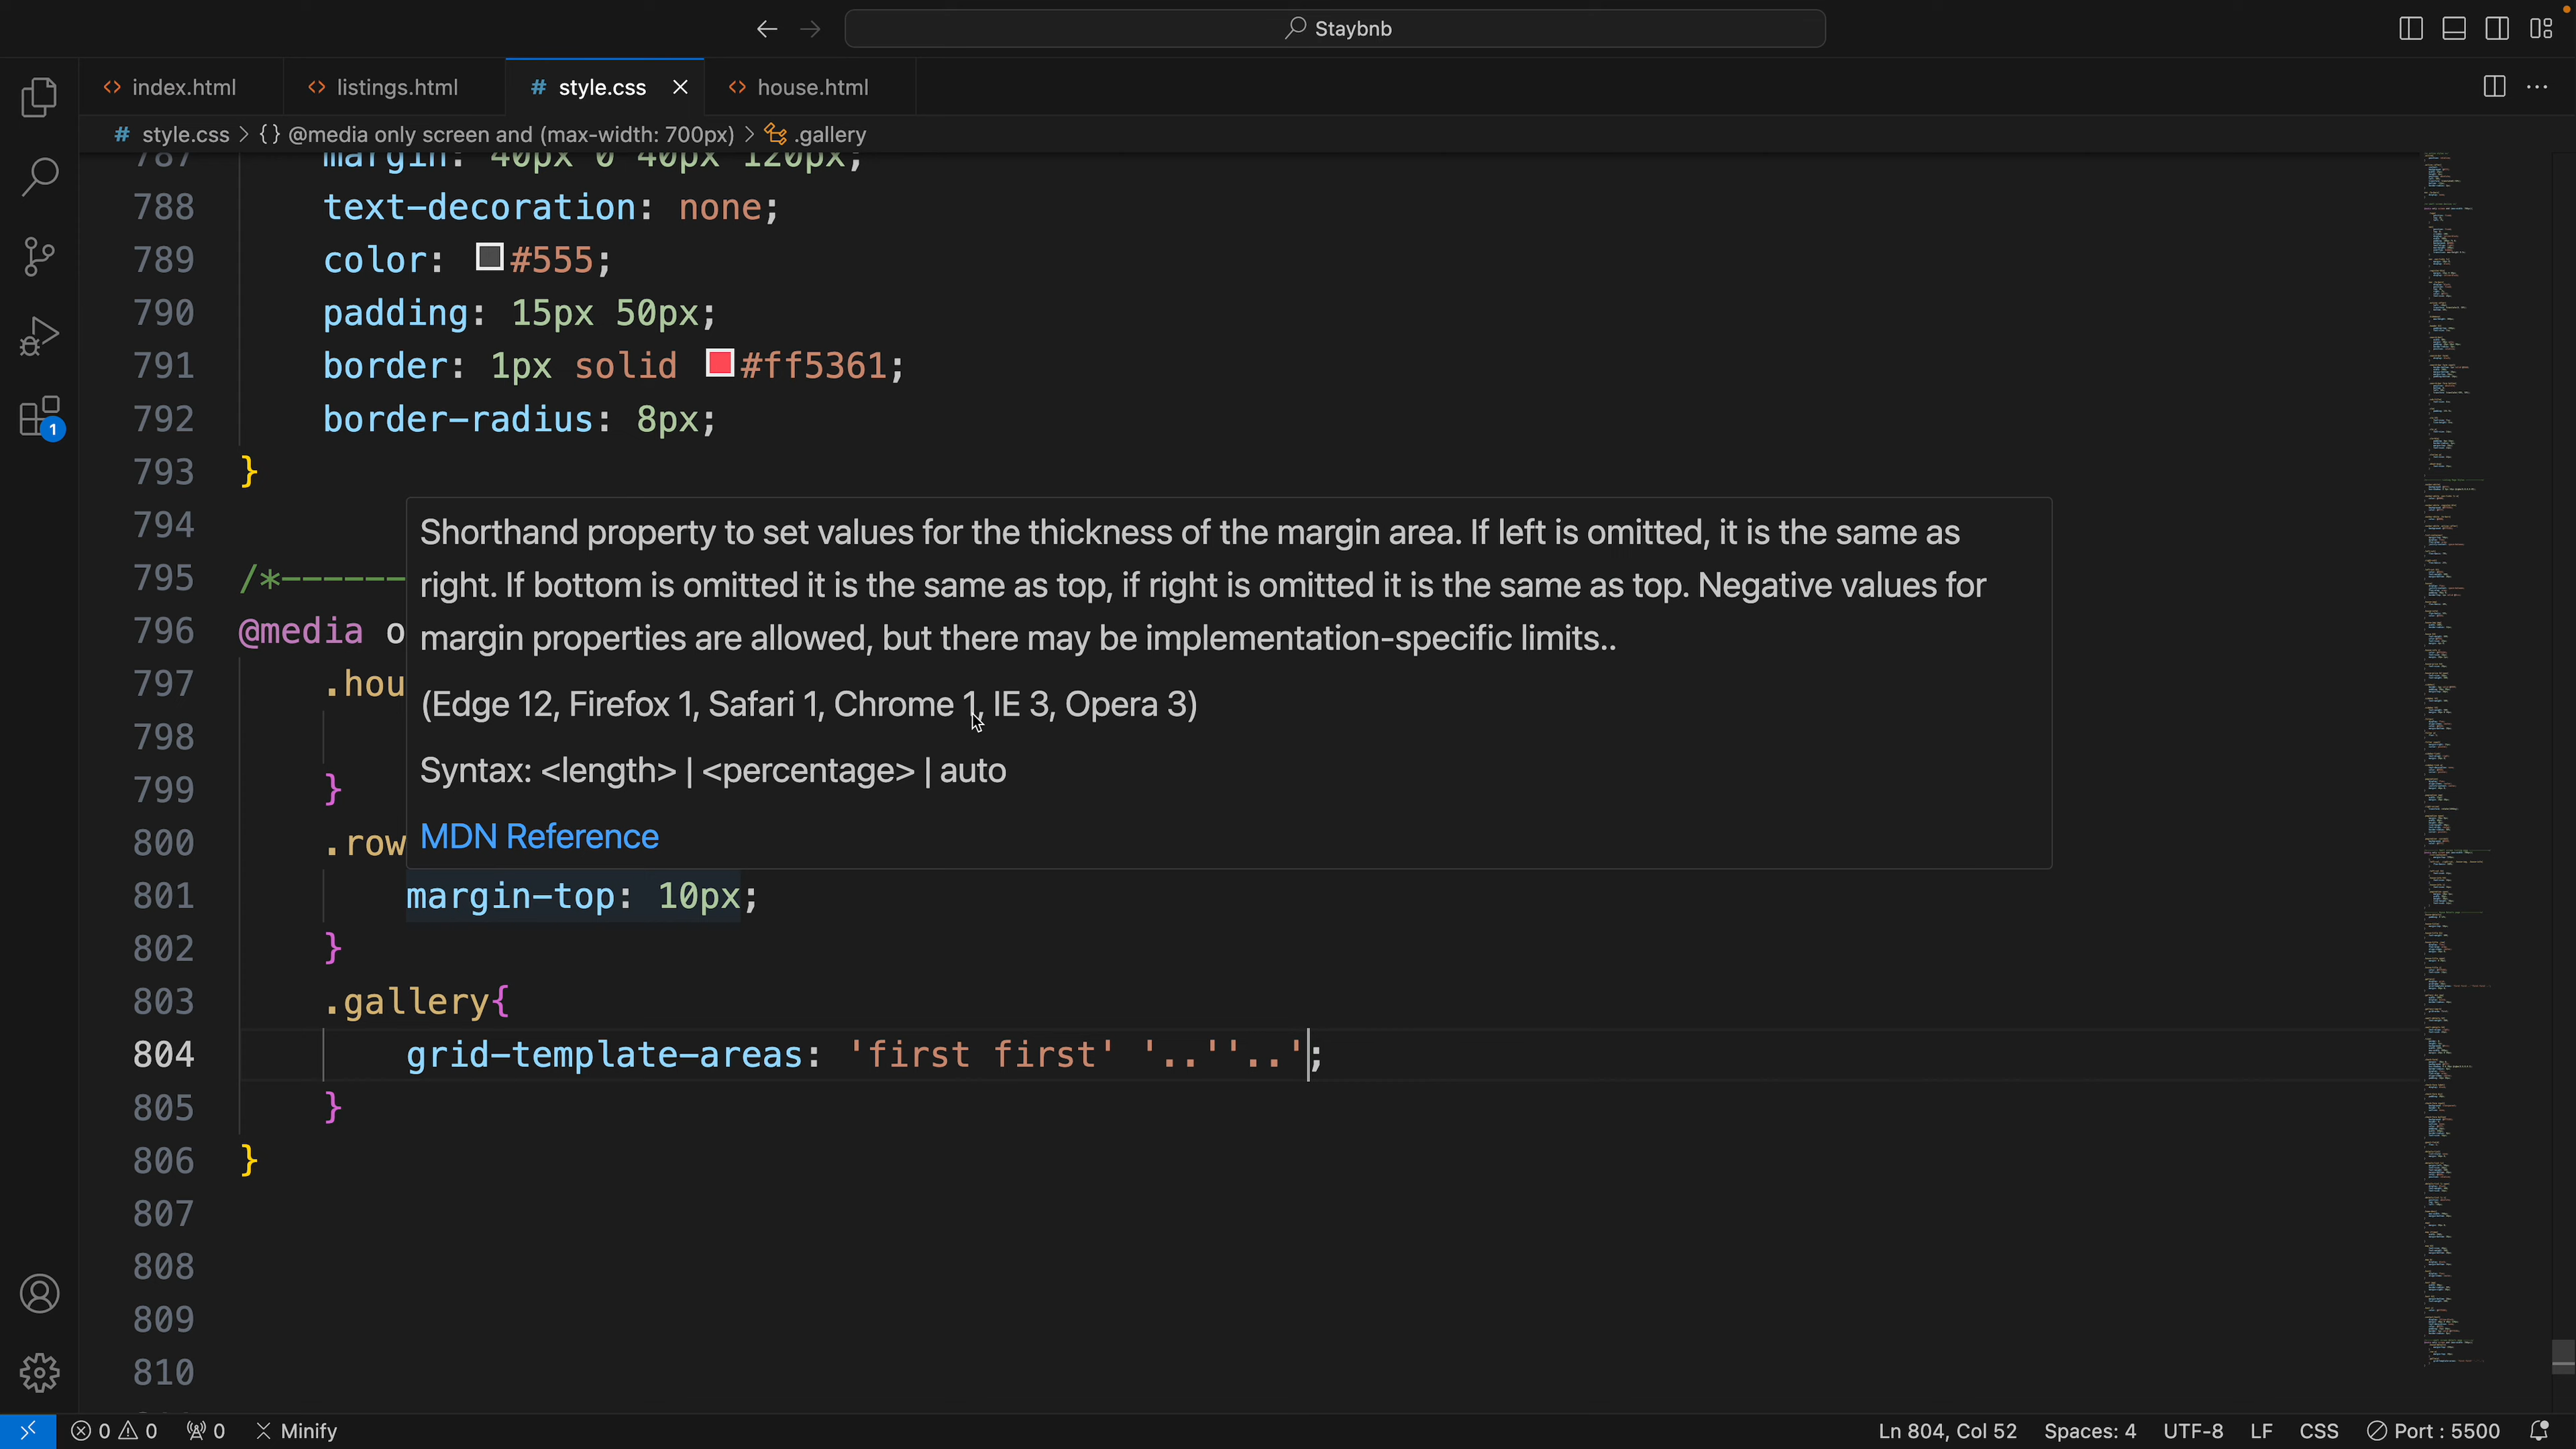 Staybnb
index.html
listings.html
# style.css
house.html
# style.css > {} @media only screen and (max-width: 700px) > .gallery
787 margin: 40px 0 40px 120px;
788 text-decoration: none;
789 color: #555;
790 padding: 15px 50px;
791 border: 1px solid #ff5361;
792 border-radius: 8px;
793 }
794
795 /*-------
796 @media o
797 .hou
798
799 }
800 .row
801 margin-top: 10px;
802 }
803 .gallery{
804 grid-template-areas: 'first first' '..''..';
805 }
806 }
807
808
809
810
Shorthand property to set values for the thickness of the margin area. If left is omitted, it is the same as
right. If bottom is omitted it is the same as top, if right is omitted it is the same as top. Negative values for
margin properties are allowed, but there may be implementation-specific limits..
(Edge 12, Firefox 1, Safari 1, Chrome 1, IE 3, Opera 3)
Syntax: <length> | <percentage> | auto
MDN Reference
1
0 0 0 Minify Ln 804, Col 52 Spaces: 4 UTF-8 LF CSS Port : 5500